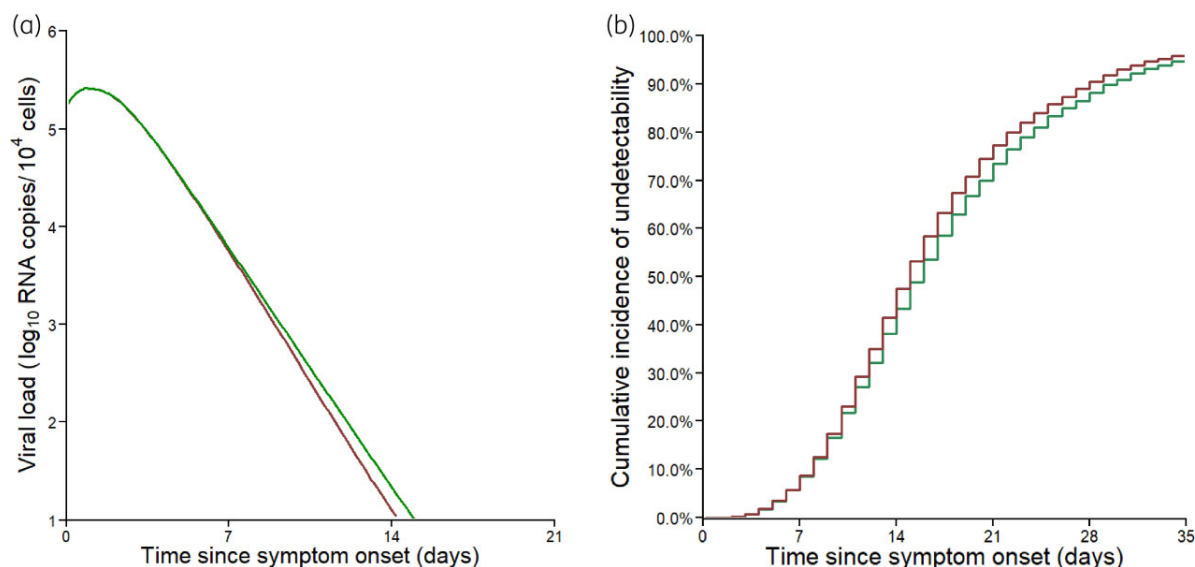 (a)
6
5
4
3
2
1
Viral load (log₁₀ RNA copies/ 10⁴ cells)
0 7 14 21
Time since symptom onset (days)
(b)
100.0%
90.0%
80.0%
70.0%
60.0%
50.0%
40.0%
30.0%
20.0%
10.0%
0.0%
Cumulative incidence of undetectability
0 7 14 21 28 35
Time since symptom onset (days)